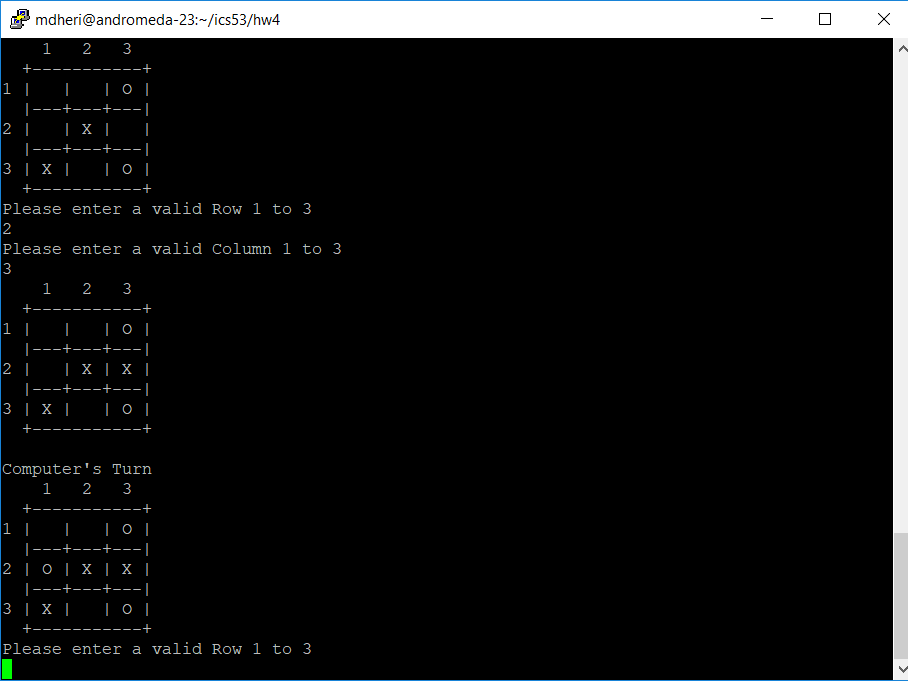 mdheri@andromeda-23:~/ics53/hw4
    1   2   3
  +-----------+
1 |   |   | O |
  |---+---+---|
2 |   | X |   |
  |---+---+---|
3 | X |   | O |
  +-----------+
Please enter a valid Row 1 to 3
2
Please enter a valid Column 1 to 3
3
    1   2   3
  +-----------+
1 |   |   | O |
  |---+---+---|
2 |   | X | X |
  |---+---+---|
3 | X |   | O |
  +-----------+

Computer's Turn
    1   2   3
  +-----------+
1 |   |   | O |
  |---+---+---|
2 | O | X | X |
  |---+---+---|
3 | X |   | O |
  +-----------+
Please enter a valid Row 1 to 3